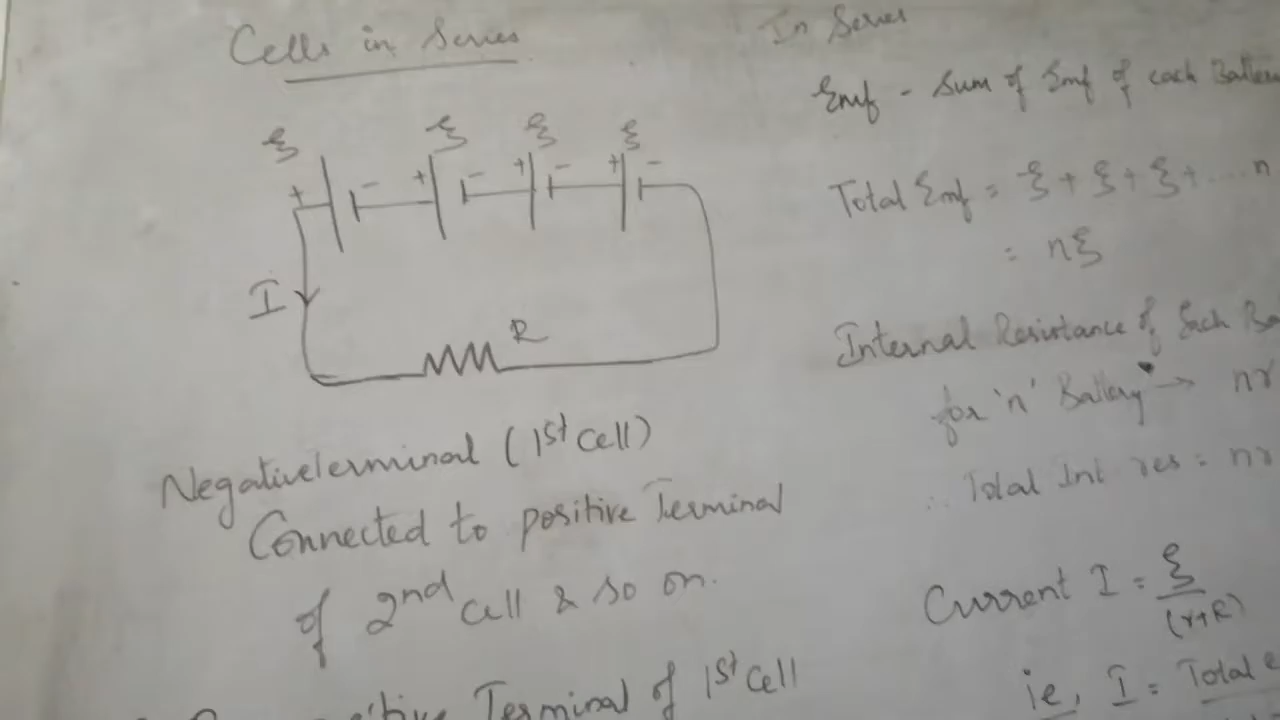 Cells in Series
ξ ξ ξ ξ
+ - + - + - + -
I
R
Negative terminal (1st cell)
Connected to positive Terminal
of 2nd cell & so on.
Terminal of 1st cell
In Series
Emf - Sum of Emf of each
Total Emf = ξ + ξ + ξ + .... n
= nξ
Internal Resistance of Each
for 'n' Battery → nr
∴ Total Int res = nr
Current I = ξ
(r+R)
ie, I = Total